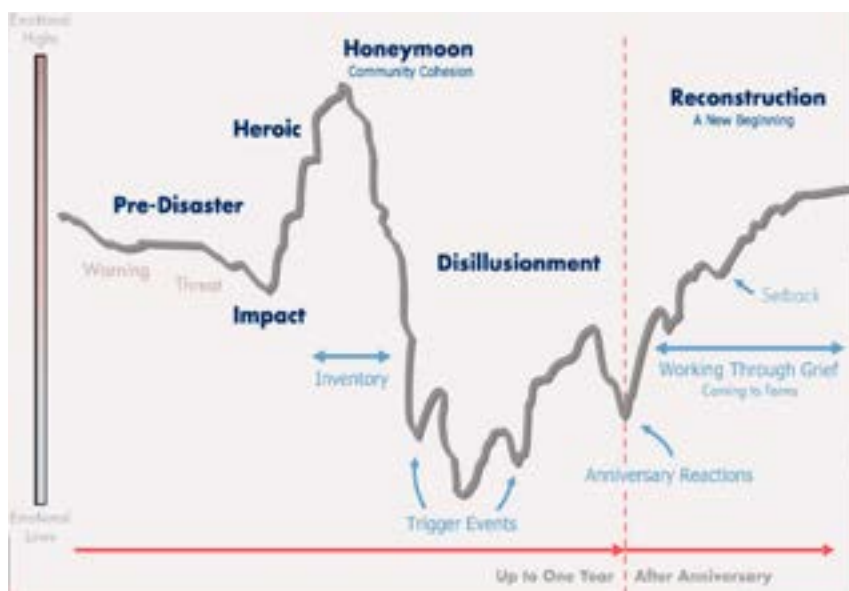 Emotional
Highs
Honeymoon
Community Cohesion
Reconstruction
A New Beginning
Heroic
Pre-Disaster
Disillusionment
Warning
Threat
Setback
Impact
Inventory
Working Through Grief
Coming to Terms
Anniversary Reactions
Trigger Events
Emotional
Lows
Up to One Year
After Anniversary